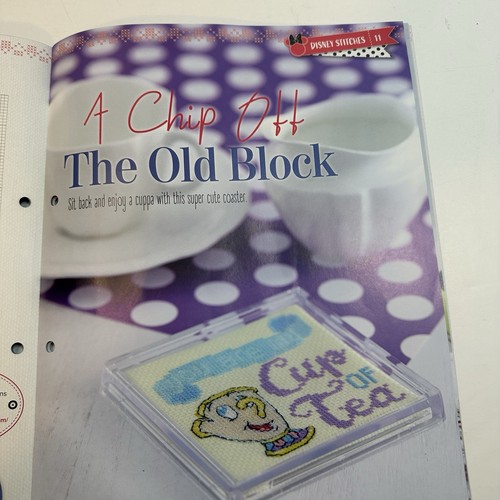 DISNEY STITCHES | 11
A Chip Off
The Old Block
Sit back and enjoy a cuppa with this super cute coaster.
Cup
OF
Tea